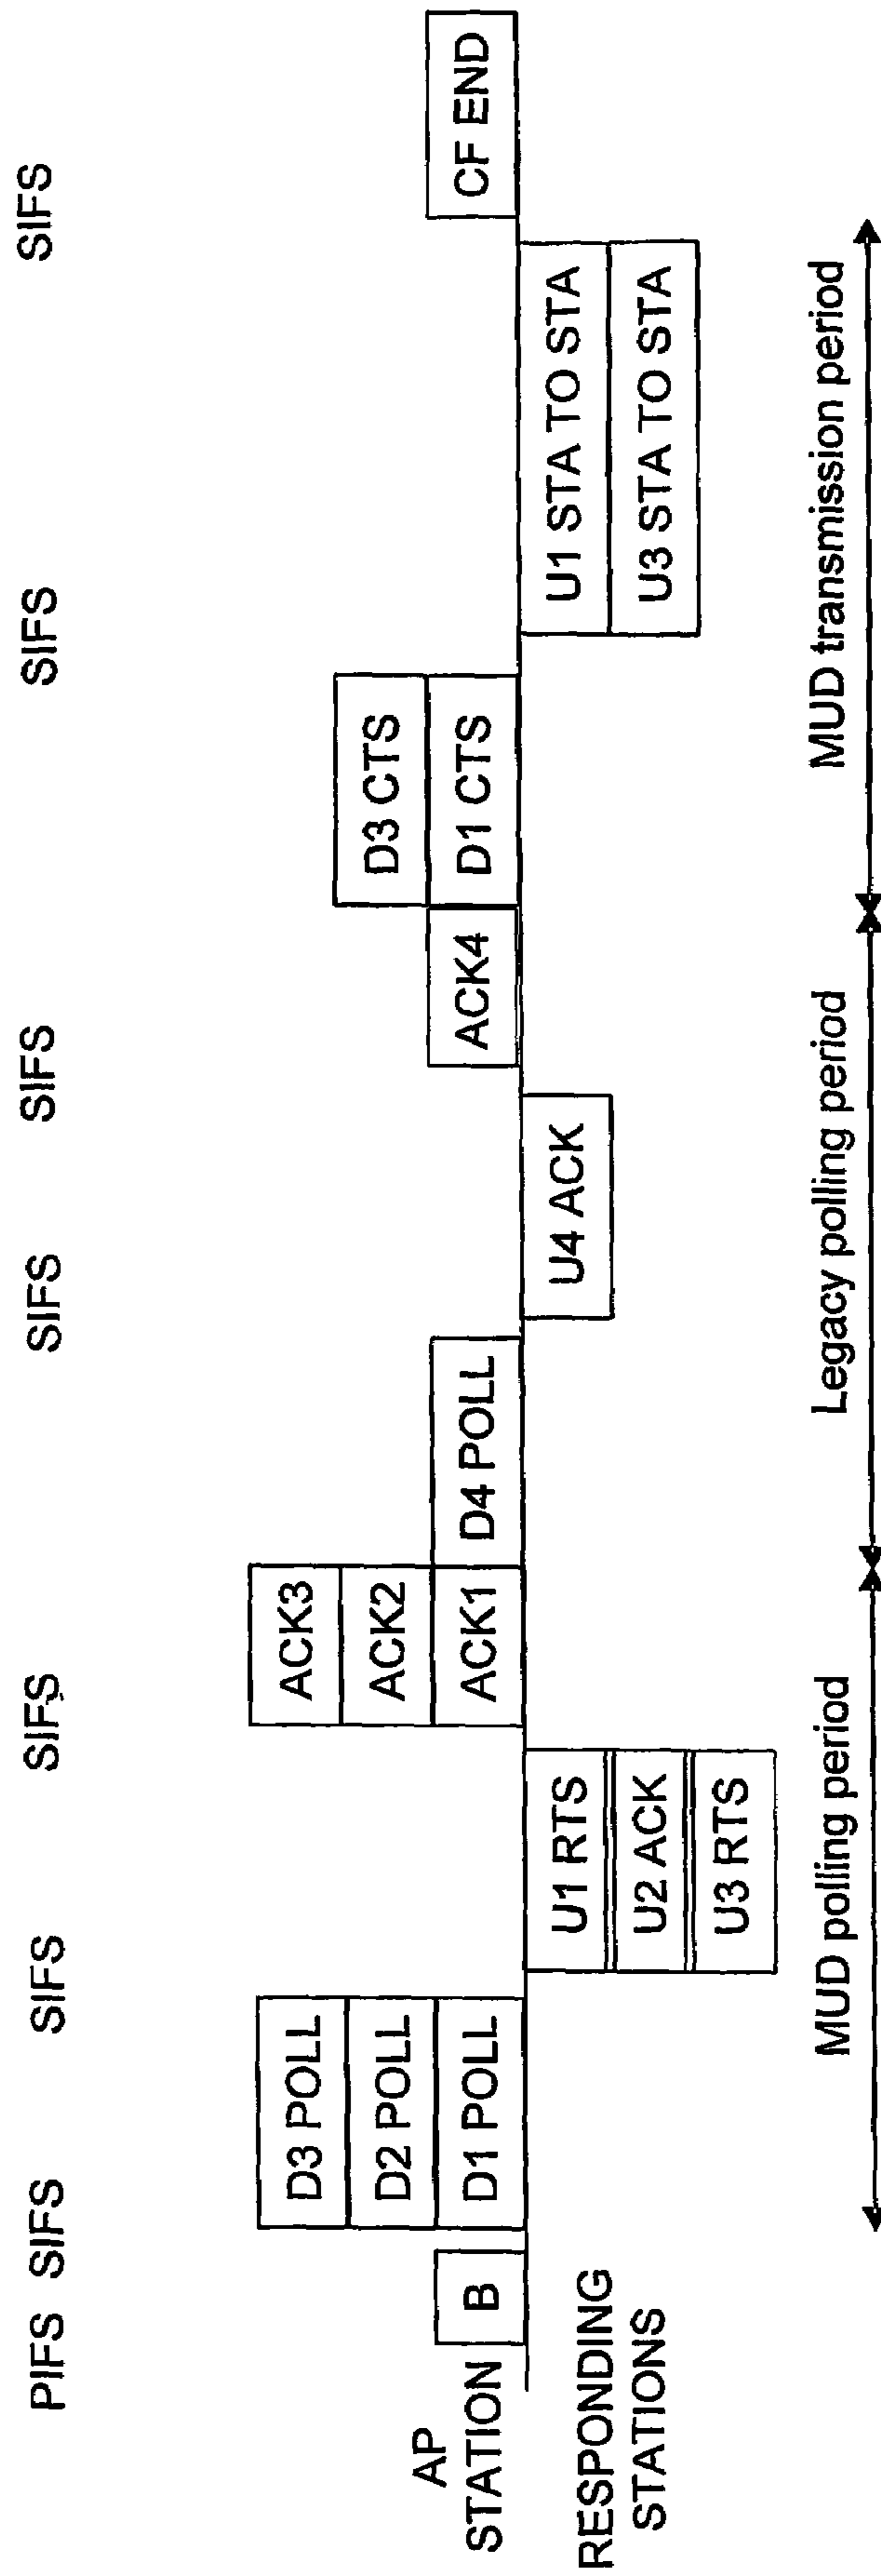 PIFS SIFS SIFS SIFS SIFS SIFS SIFS SIFS
D3 POLL
D2 POLL
D1 POLL
ACK3
ACK2
ACK1
D4 POLL
ACK4
D3 CTS
D1 CTS
CF END
AP
STATION
B
RESPONDING
STATIONS
U1 RTS
U2 ACK
U3 RTS
U4 ACK
U1 STA TO STA
U3 STA TO STA
MUD polling period
Legacy polling period
MUD transmission period